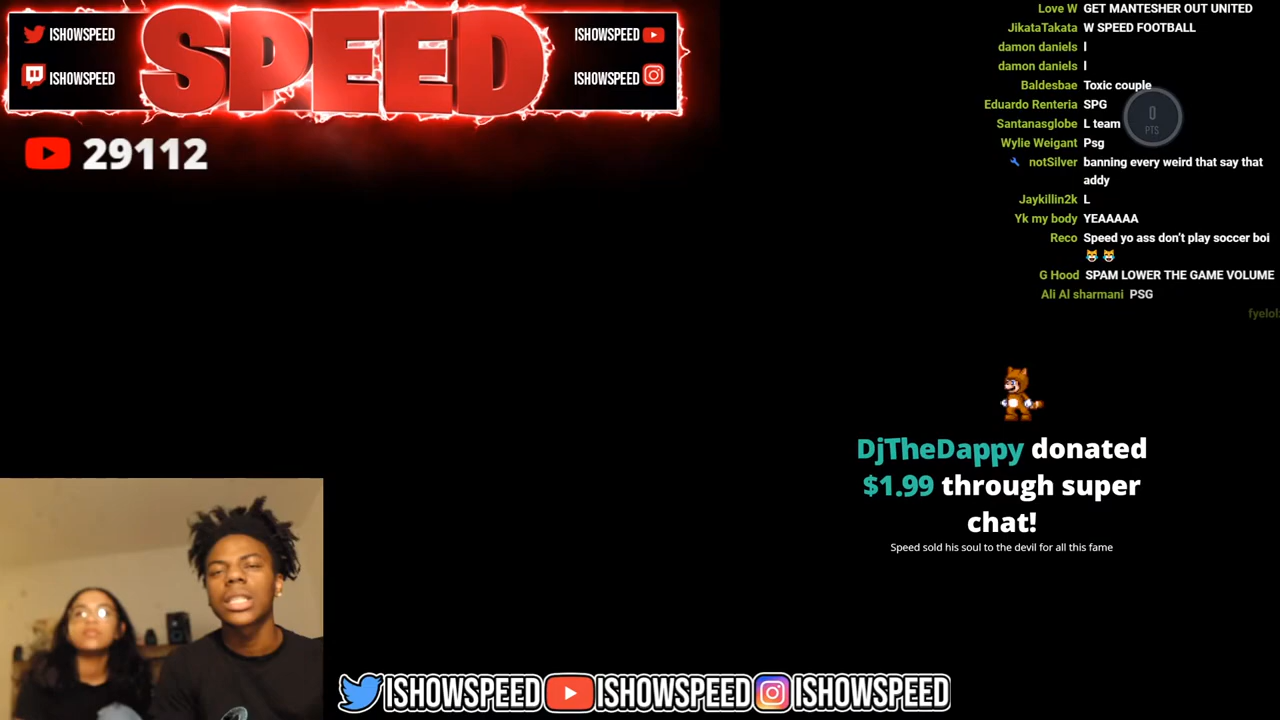 ISHOWSPEED
ISHOWSPEED
SPEED
ISHOWSPEED
ISHOWSPEED
29112
Love W GET MANTESHER OUT UNITED
JikataTakata W SPEED FOOTBALL
damon daniels I
damon daniels I
Baldesbae Toxic couple
Eduardo Renteria SPG
Santanasglobe L team
Wylie Weigant Psg
notSilver banning every weird that say that
addy
Jaykillin2k L
Yk my body YEAAAAA
Reco Speed yo ass don't play soccer boi
G Hood SPAM LOWER THE GAME VOLUME
Ali Al sharmani PSG
0
PTS
DjTheDappy donated
$1.99 through super
chat!
Speed sold his soul to the devil for all this fame
ISHOWSPEED ISHOWSPEED ISHOWSPEED